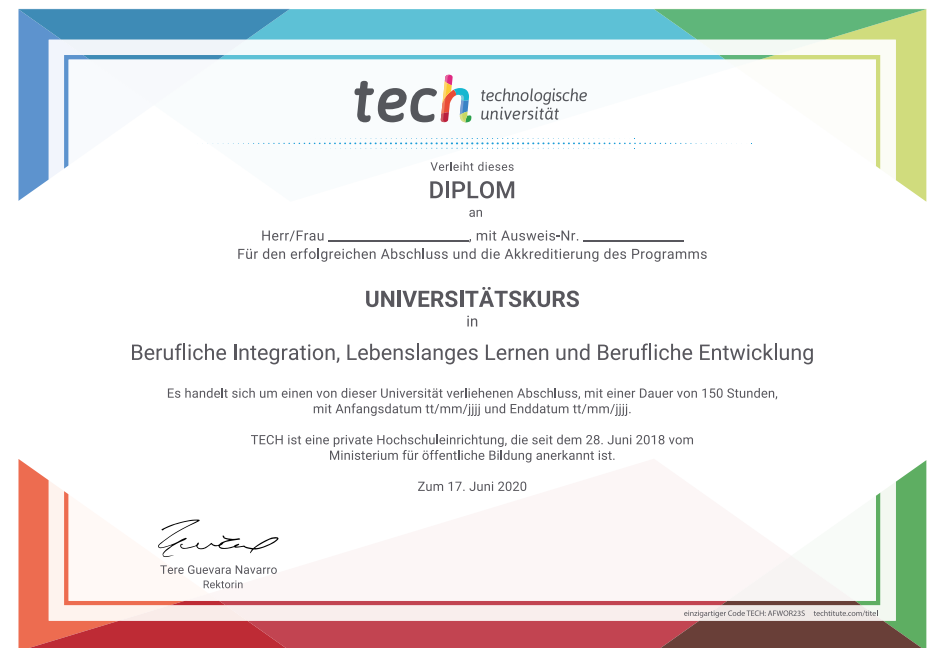 tech technologische
universität
Verleiht dieses
DIPLOM
an
Herr/Frau ____________________, mit Ausweis-Nr. ______________
Für den erfolgreichen Abschluss und die Akkreditierung des Programms
UNIVERSITÄTSKURS
in
Berufliche Integration, Lebenslanges Lernen und Berufliche Entwicklung
Es handelt sich um einen von dieser Universität verliehenen Abschluss, mit einer Dauer von 150 Stunden,
mit Anfangsdatum tt/mm/jjjj und Enddatum tt/mm/jjjj.
TECH ist eine private Hochschuleinrichtung, die seit dem 28. Juni 2018 vom
Ministerium für öffentliche Bildung anerkannt ist.
Zum 17. Juni 2020
Tere Guevara Navarro
Rektorin
einzigartiger Code TECH: AFWOR23S techtitute.com/titel